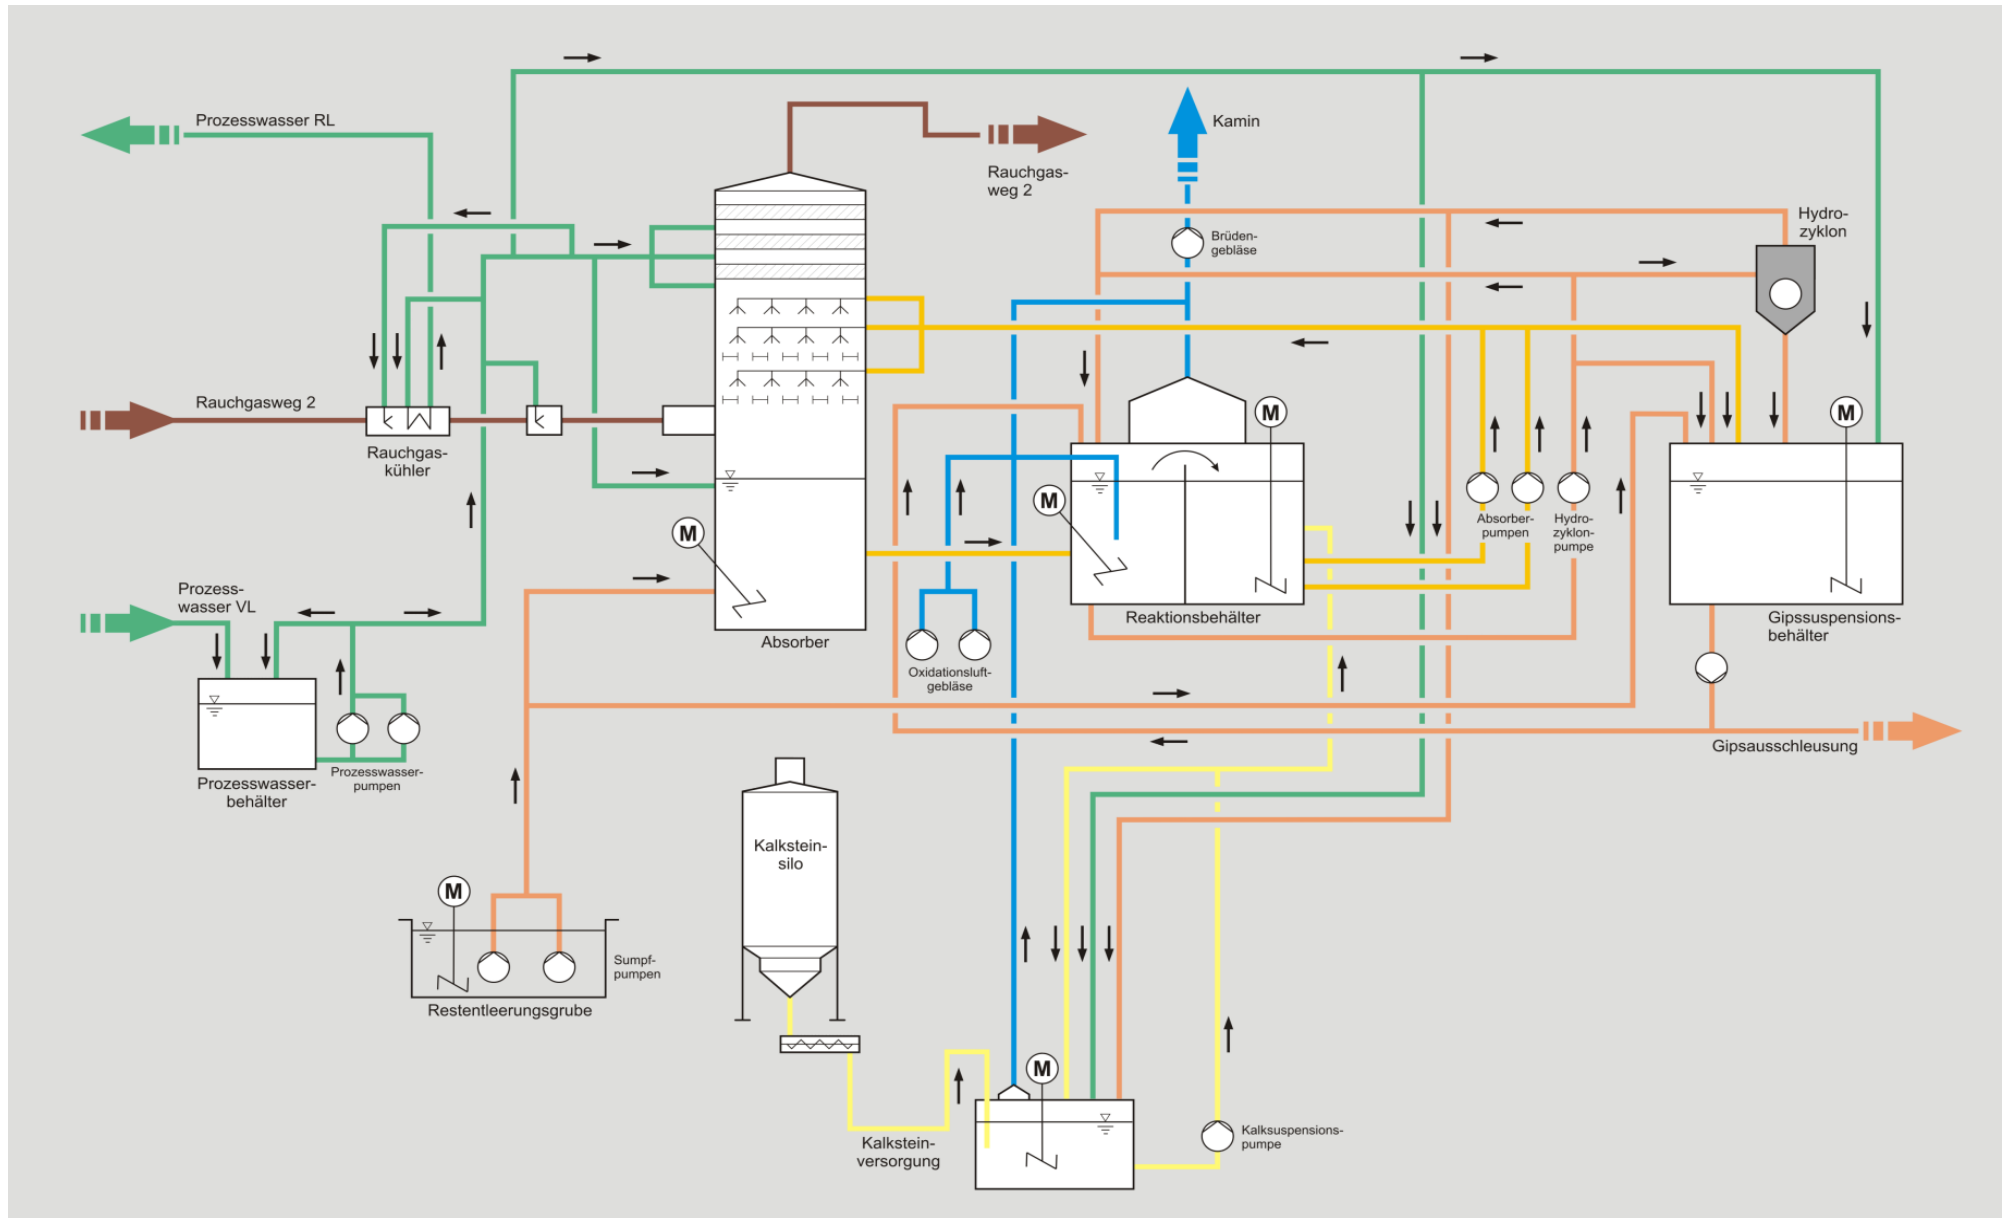 Prozesswasser RL
Kamin
Rauchgas-
weg 2
Hydro-
zyklon
Brüden-
gebläse
Rauchgasweg 2
Rauchgas-
kühler
M
M
M
M
Absorber-
pumpen
Hydro-
zyklon-
pumpe
Prozess-
wasser VL
Absorber
Reaktionsbehälter
Gipssuspensions-
behälter
Oxidationsluft-
gebläse
Gipsausschleusung
Prozesswasser-
behälter
Prozesswasser-
pumpen
Kalkstein-
silo
M
Sumpf-
pumpen
Restentleerungsgrube
M
Kalkstein-
versorgung
Kalksuspensions-
pumpe